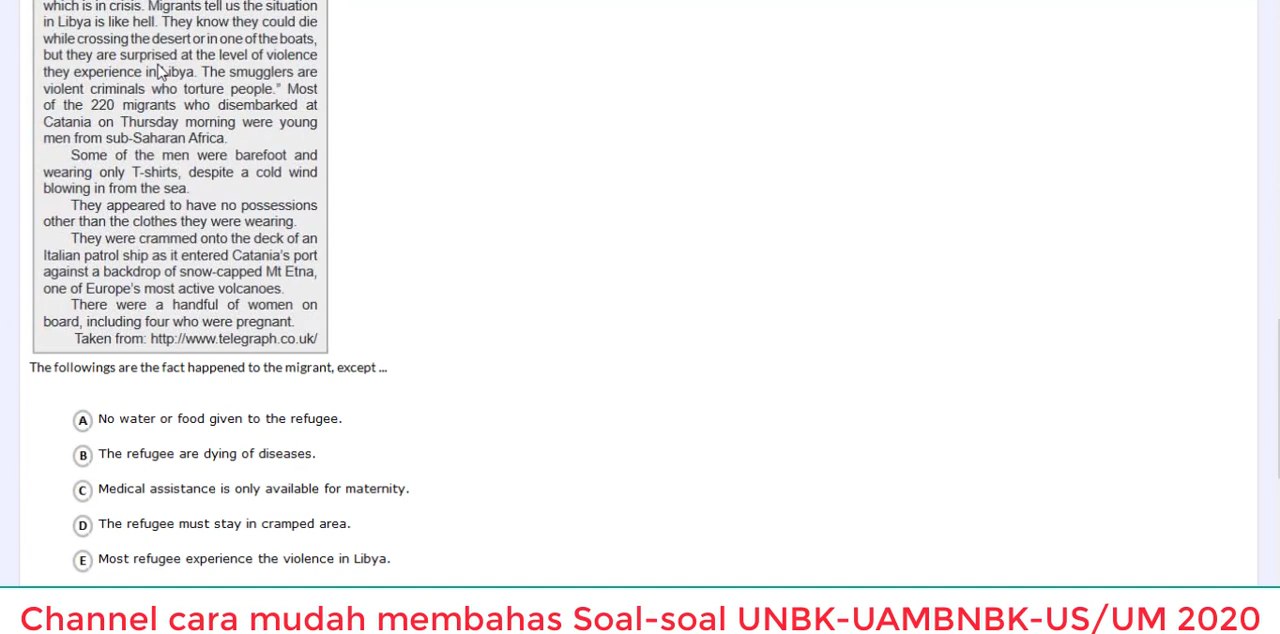 which is in crisis. Migrants tell us the situation
in Libya is like hell. They know they could die
while crossing the desert or in one of the boats,
but they are surprised at the level of violence
they experience in Libya. The smugglers are
violent criminals who torture people." Most
of the 220 migrants who disembarked at
Catania on Thursday morning were young
men from sub-Saharan Africa.
Some of the men were barefoot and
wearing only T-shirts, despite a cold wind
blowing in from the sea.
They appeared to have no possessions
other than the clothes they were wearing.
They were crammed onto the deck of an
Italian patrol ship as it entered Catania's port
against a backdrop of snow-capped Mt Etna,
one of Europe's most active volcanoes.
There were a handful of women on
board, including four who were pregnant.
Taken from: http://www.telegraph.co.uk/
The followings are the fact happened to the migrant, except ...
A No water or food given to the refugee.
B The refugee are dying of diseases.
C Medical assistance is only available for maternity.
D The refugee must stay in cramped area.
E Most refugee experience the violence in Libya.
Channel cara mudah membahas Soal-soal UNBK-UAMBNBK-US/UM 2020